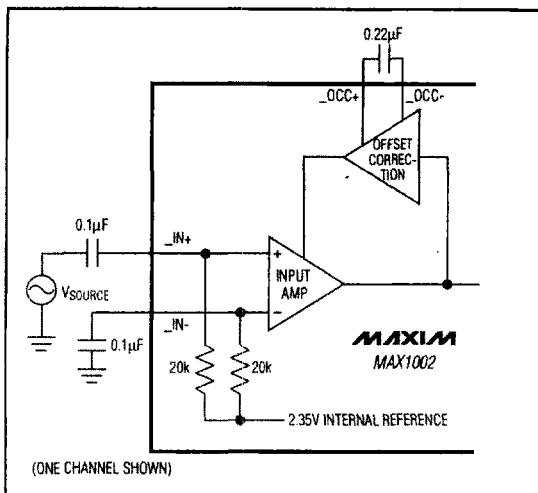 0.22μF
_OCC+
_OCC-
OFFSET
CORREC-
TION
0.1μF
_IN+
+
INPUT
AMP
VSOURCE
_IN-
−
0.1μF
20k
20k
MAXIM
MAX1002
2.35V INTERNAL REFERENCE
(ONE CHANNEL SHOWN)